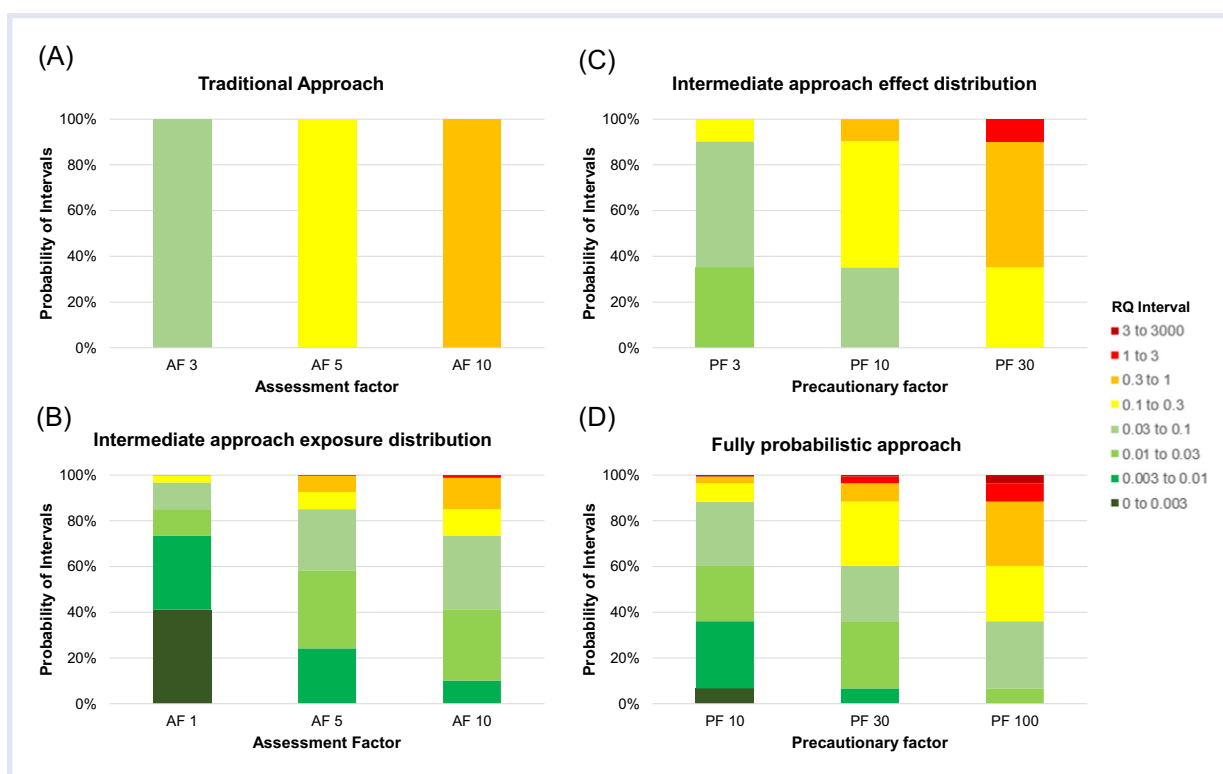 (A)
Traditional Approach
Probability of Intervals
100%
80%
60%
40%
20%
0%
AF 3 AF 5 AF 10
Assessment factor
(B)
Intermediate approach exposure distribution
Probability of Intervals
100%
80%
60%
40%
20%
0%
AF 1 AF 5 AF 10
Assessment Factor
(C)
Intermediate approach effect distribution
Probability of Intervals
100%
80%
60%
40%
20%
0%
PF 3 PF 10 PF 30
Precautionary factor
(D)
Fully probabilistic approach
Probability of Intervals
100%
80%
60%
40%
20%
0%
PF 10 PF 30 PF 100
Precautionary factor
RQ Interval
3 to 3000
1 to 3
0.3 to 1
0.1 to 0.3
0.03 to 0.1
0.01 to 0.03
0.003 to 0.01
0 to 0.003